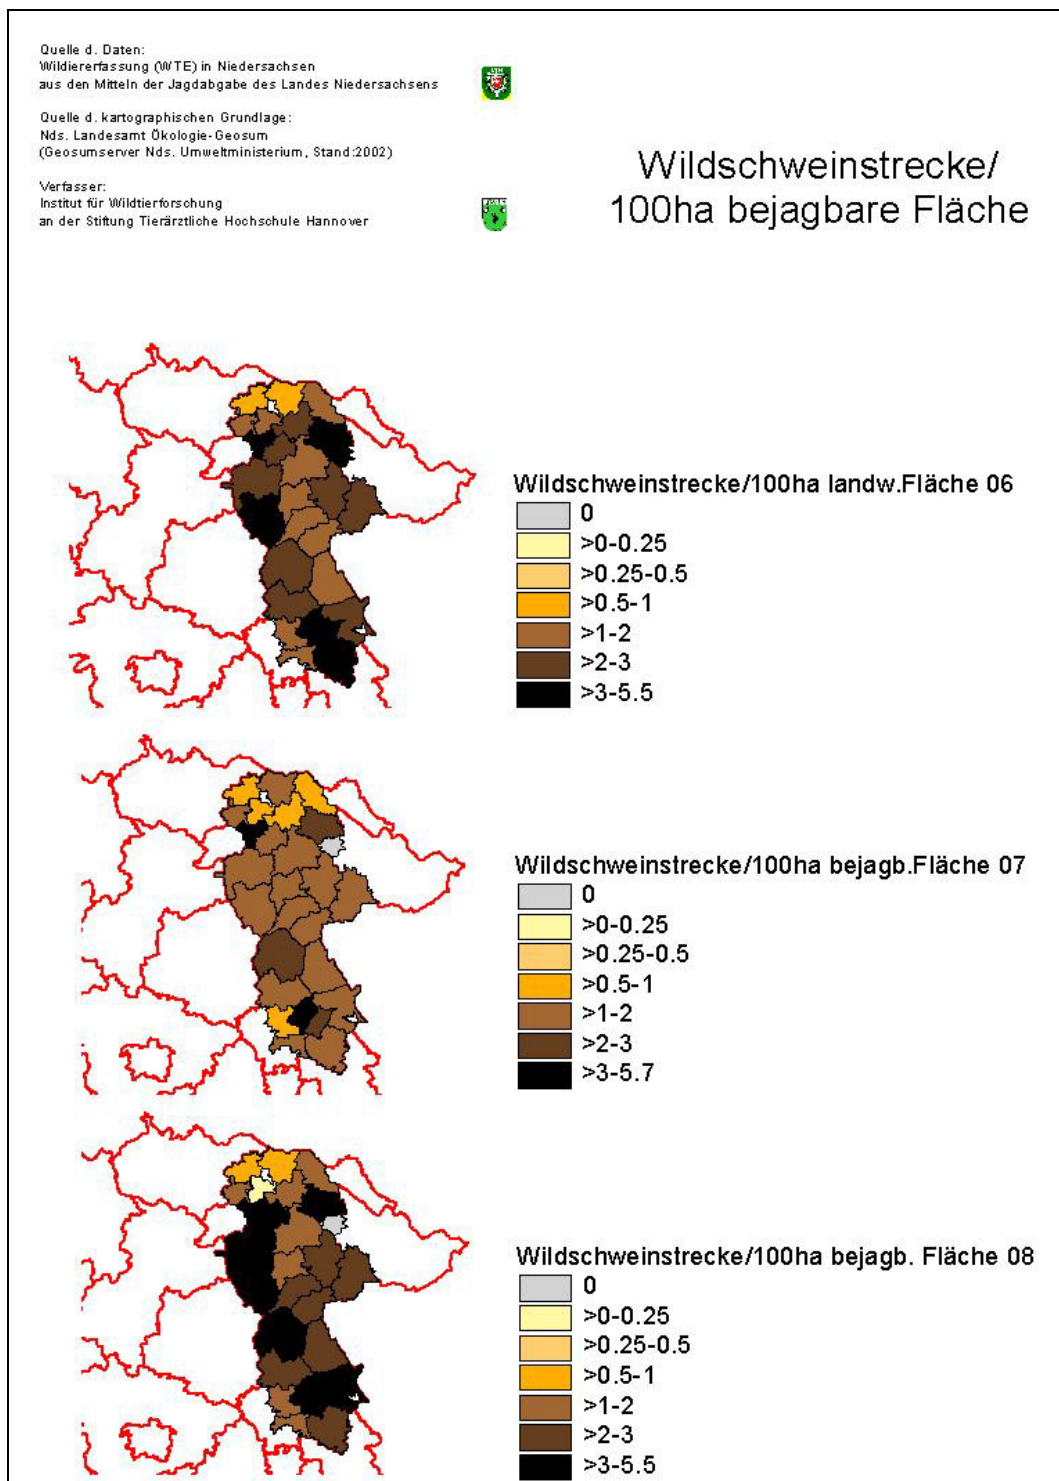 Quelle d. Daten:
Wildtiererfassung (WTE) in Niedersachsen
aus den Mitteln der Jagdabgabe des Landes Niedersachsens
Quelle d. kartographischen Grundlage:
Nds. Landesamt Ökologie-Geosum
(Geosumserver Nds. Umweltministerium, Stand:2002)
Verfasser:
Institut für Wildtierforschung
an der Stiftung Tierärztliche Hochschule Hannover
Wildschweinstrecke/
100ha bejagbare Fläche
Wildschweinstrecke/100ha landw.Fläche 06
0
>0-0.25
>0.25-0.5
>0.5-1
>1-2
>2-3
>3-5.5
Wildschweinstrecke/100ha bejagb.Fläche 07
0
>0-0.25
>0.25-0.5
>0.5-1
>1-2
>2-3
>3-5.7
Wildschweinstrecke/100ha bejagb. Fläche 08
0
>0-0.25
>0.25-0.5
>0.5-1
>1-2
>2-3
>3-5.5